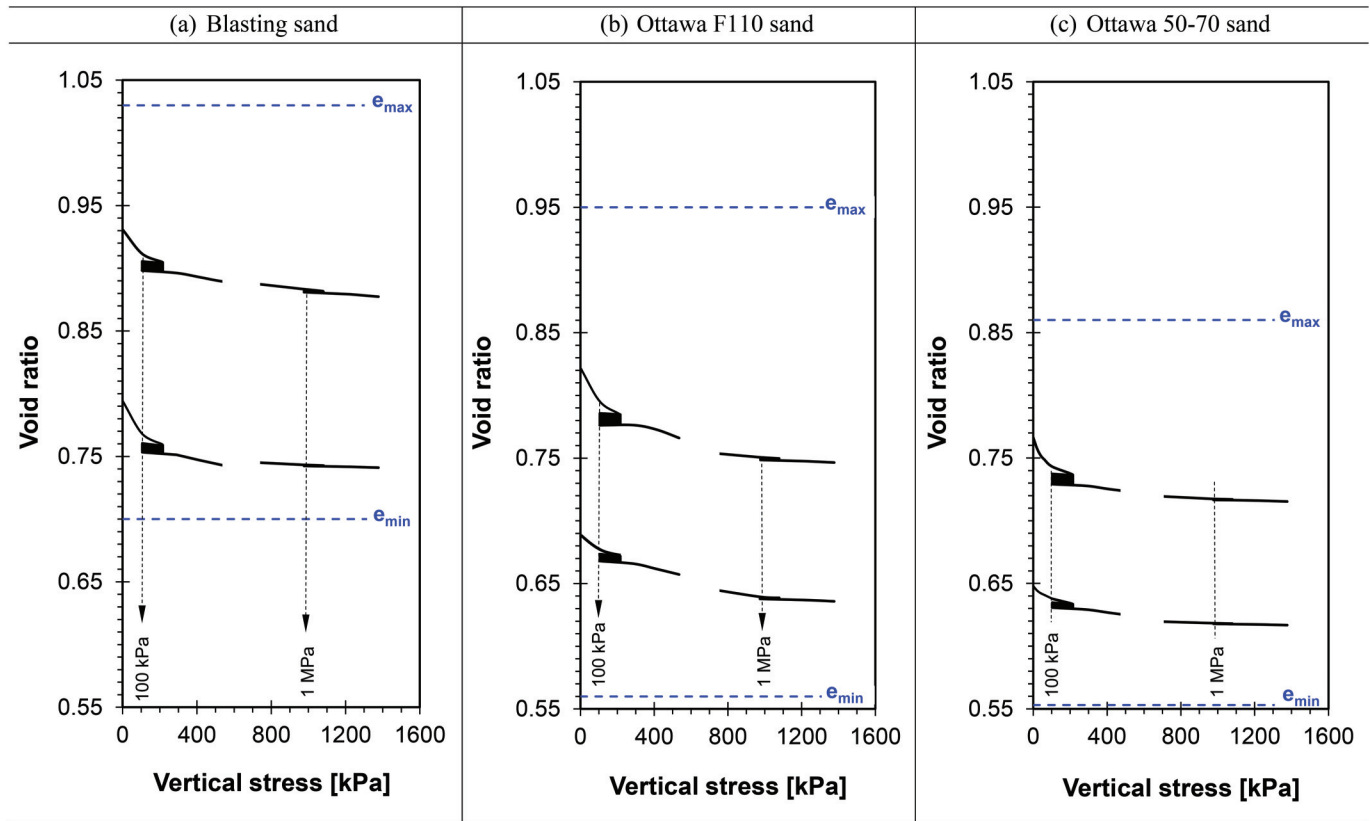 (a) Blasting sand
(b) Ottawa F110 sand
(c) Ottawa 50-70 sand
1.05
0.95
0.85
0.75
0.65
0.55
Void ratio
e_max
e_min
100 kPa
1 MPa
0 400 800 1200 1600
Vertical stress [kPa]
1.05
0.95
0.85
0.75
0.65
0.55
Void ratio
e_max
e_min
100 kPa
1 MPa
0 400 800 1200 1600
Vertical stress [kPa]
1.05
0.95
0.85
0.75
0.65
0.55
Void ratio
e_max
e_min
100 kPa
1 MPa
0 400 800 1200 1600
Vertical stress [kPa]